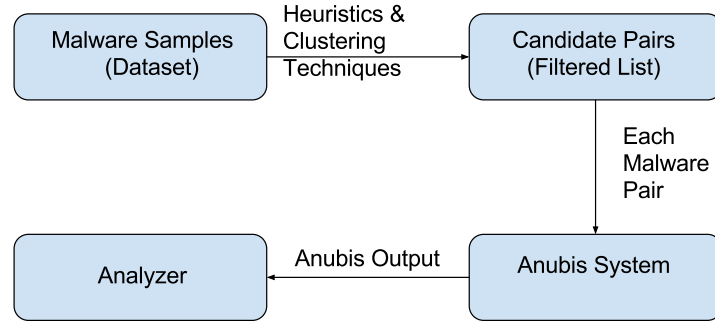 Malware Samples
(Dataset)
Heuristics &
Clustering
Techniques
Candidate Pairs
(Filtered List)
Each
Malware
Pair
Anubis System
Anubis Output
Analyzer